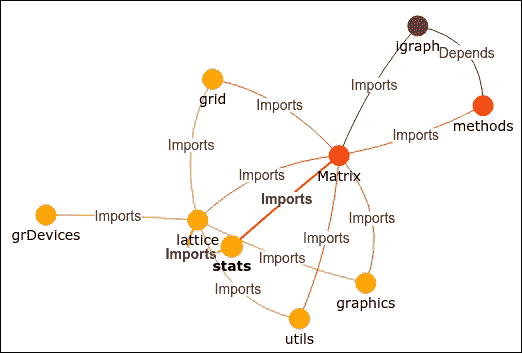 igraph
Depends
Imports
grid
Imports
methods
Imports
Imports
Matrix
Imports
Imports
Imports
grDevices
Imports
lattice
Imports
Imports
Imports
stats
Imports
Imports
graphics
utils